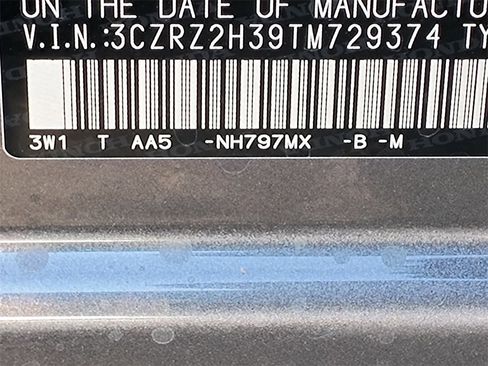 ON THE DATE OF MANUFACTU
V.I.N.:3CZRZ2H39TM729374 TY
3W1 T AA5 -NH797MX -B -M